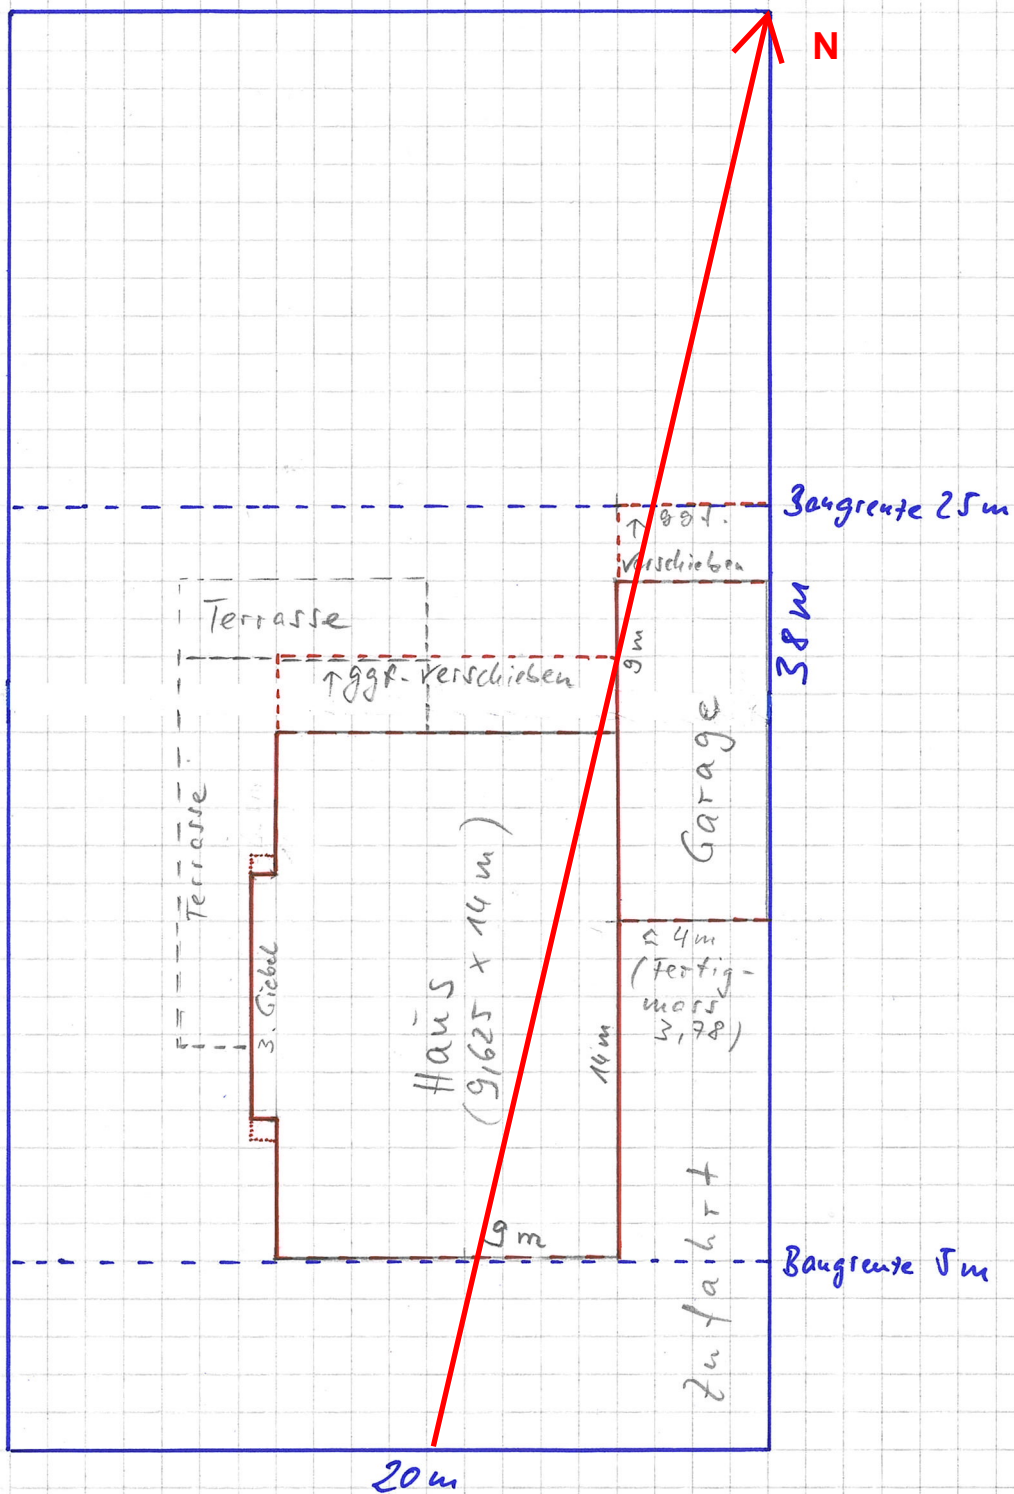 N
Baugrenze 25m
↑ ggf.
verschieben
Terrasse
↑ ggf. verschieben
9m
38m
Garage
Terrasse
3. Giebel
Haus
(9,625 x 14m)
14m
≙ 4m
(Fertig-
mass
3,78)
9m
Zufahrt
Baugrenze 5m
20m